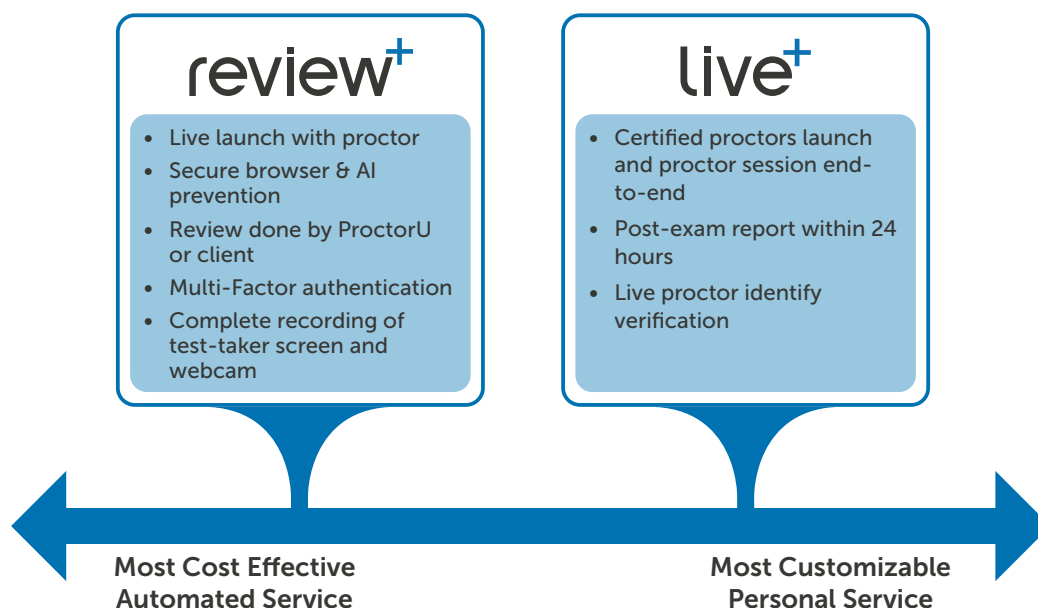 review+
• Live launch with proctor
• Secure browser & AI
prevention
• Review done by ProctorU
or client
• Multi-Factor authentication
• Complete recording of
test-taker screen and
webcam
live+
• Certified proctors launch
and proctor session end-
to-end
• Post-exam report within 24
hours
• Live proctor identify
verification
Most Cost Effective
Automated Service
Most Customizable
Personal Service